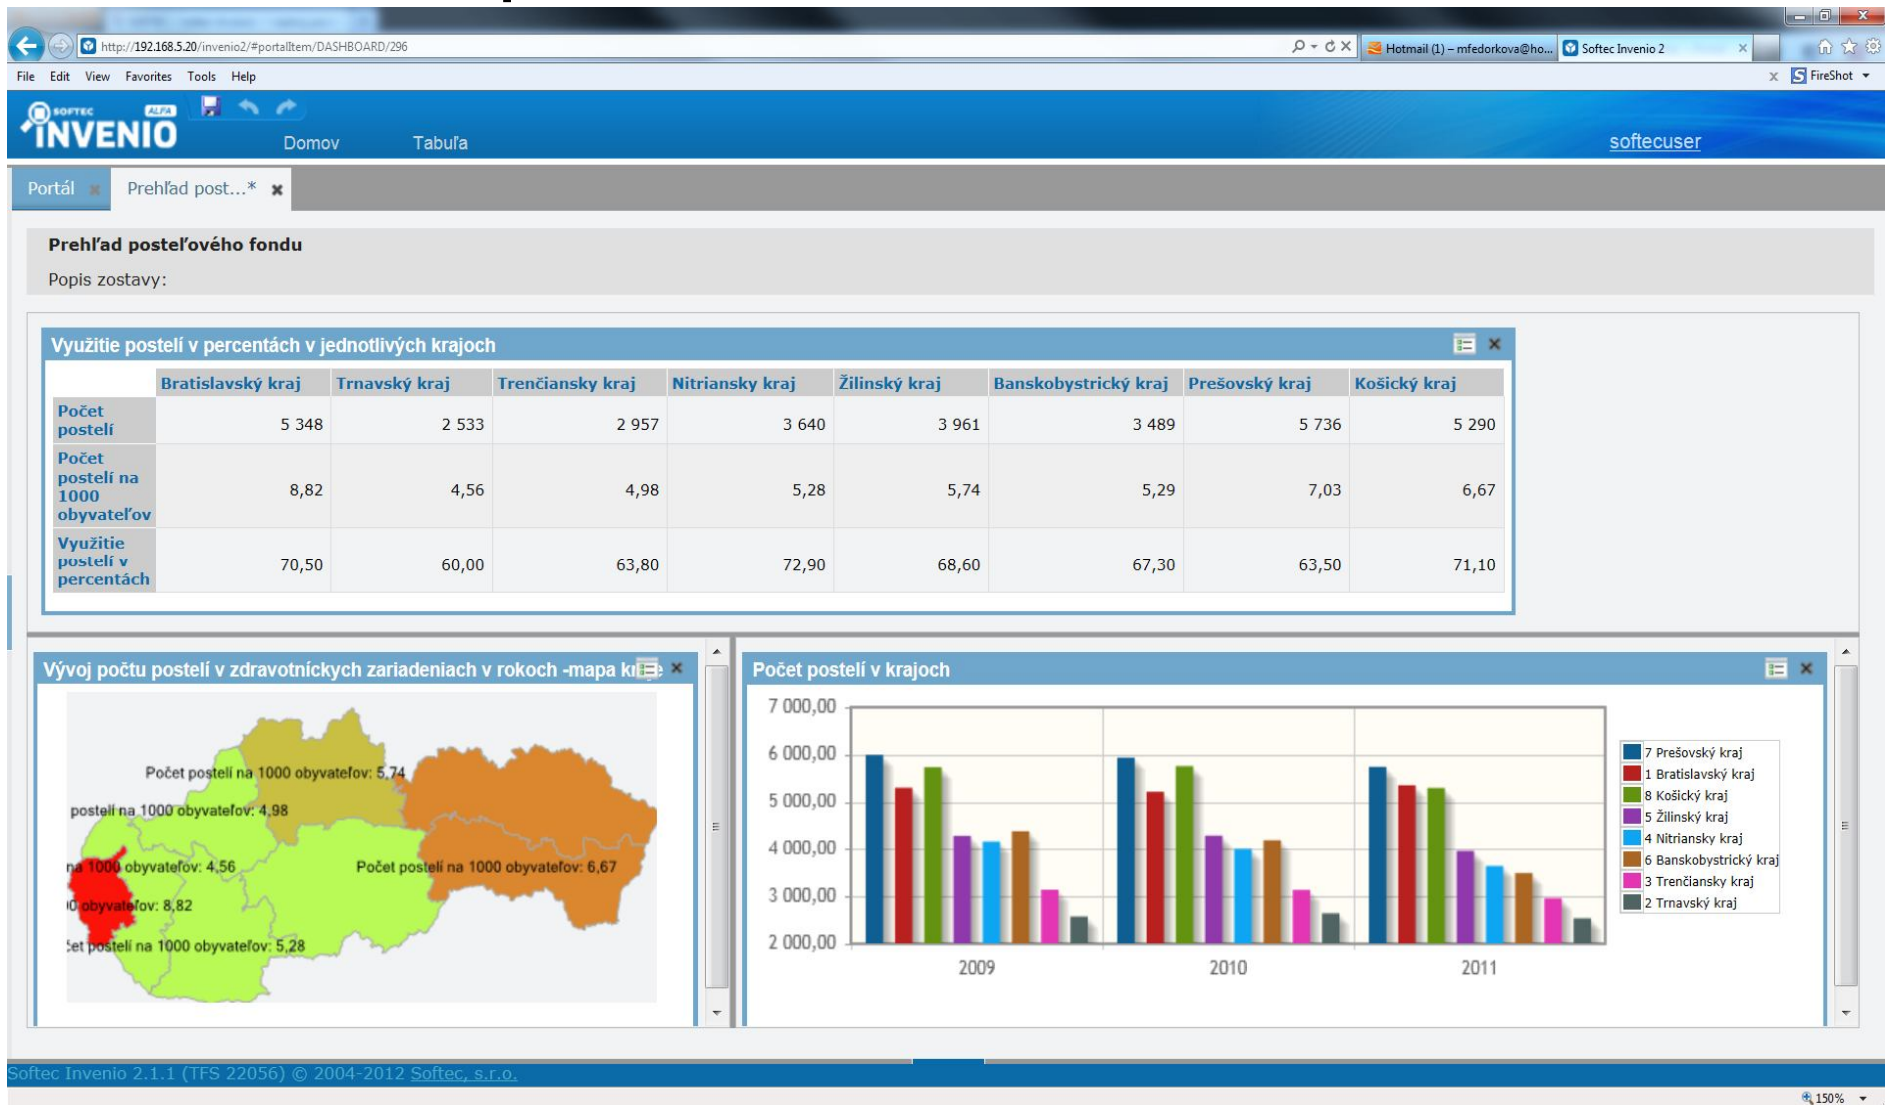 http://192.168.5.20/invenio2/#portalItem/DASHBOARD/296
Hotmail (1) – mfedorkova@ho...
Softec Invenio 2
File Edit View Favorites Tools Help
x FireShot
SOFTEC ALFA
INVENIO
Domov Tabuľa
softecuser
Portál Prehľad post...*
Prehľad posteľového fondu
Popis zostavy:
Využitie postelí v percentách v jednotlivých krajoch
Bratislavský kraj Trnavský kraj Trenčiansky kraj Nitriansky kraj Žilinský kraj Banskobystrický kraj Prešovský kraj Košický kraj
Počet postelí 5 348 2 533 2 957 3 640 3 961 3 489 5 736 5 290
Počet postelí na 1000 obyvateľov 8,82 4,56 4,98 5,28 5,74 5,29 7,03 6,67
Využitie postelí v percentách 70,50 60,00 63,80 72,90 68,60 67,30 63,50 71,10
Vývoj počtu postelí v zdravotníckych zariadeniach v rokoch -mapa
Počet postelí na 1000 obyvateľov: 5,74
postelí na 1000 obyvateľov: 4,98
na 1000 obyvateľov: 4,56
Počet postelí na 1000 obyvateľov: 6,67
obyvateľov: 8,82
postelí na 1000 obyvateľov: 5,28
Počet postelí v krajoch
7 000,00
6 000,00
5 000,00
4 000,00
3 000,00
2 000,00
2009 2010 2011
7 Prešovský kraj
1 Bratislavský kraj
8 Košický kraj
5 Žilinský kraj
4 Nitriansky kraj
6 Banskobystrický kraj
3 Trenčiansky kraj
2 Trnavský kraj
Softec Invenio 2.1.1 (TFS 22056) © 2004-2012 Softec, s.r.o.
150%